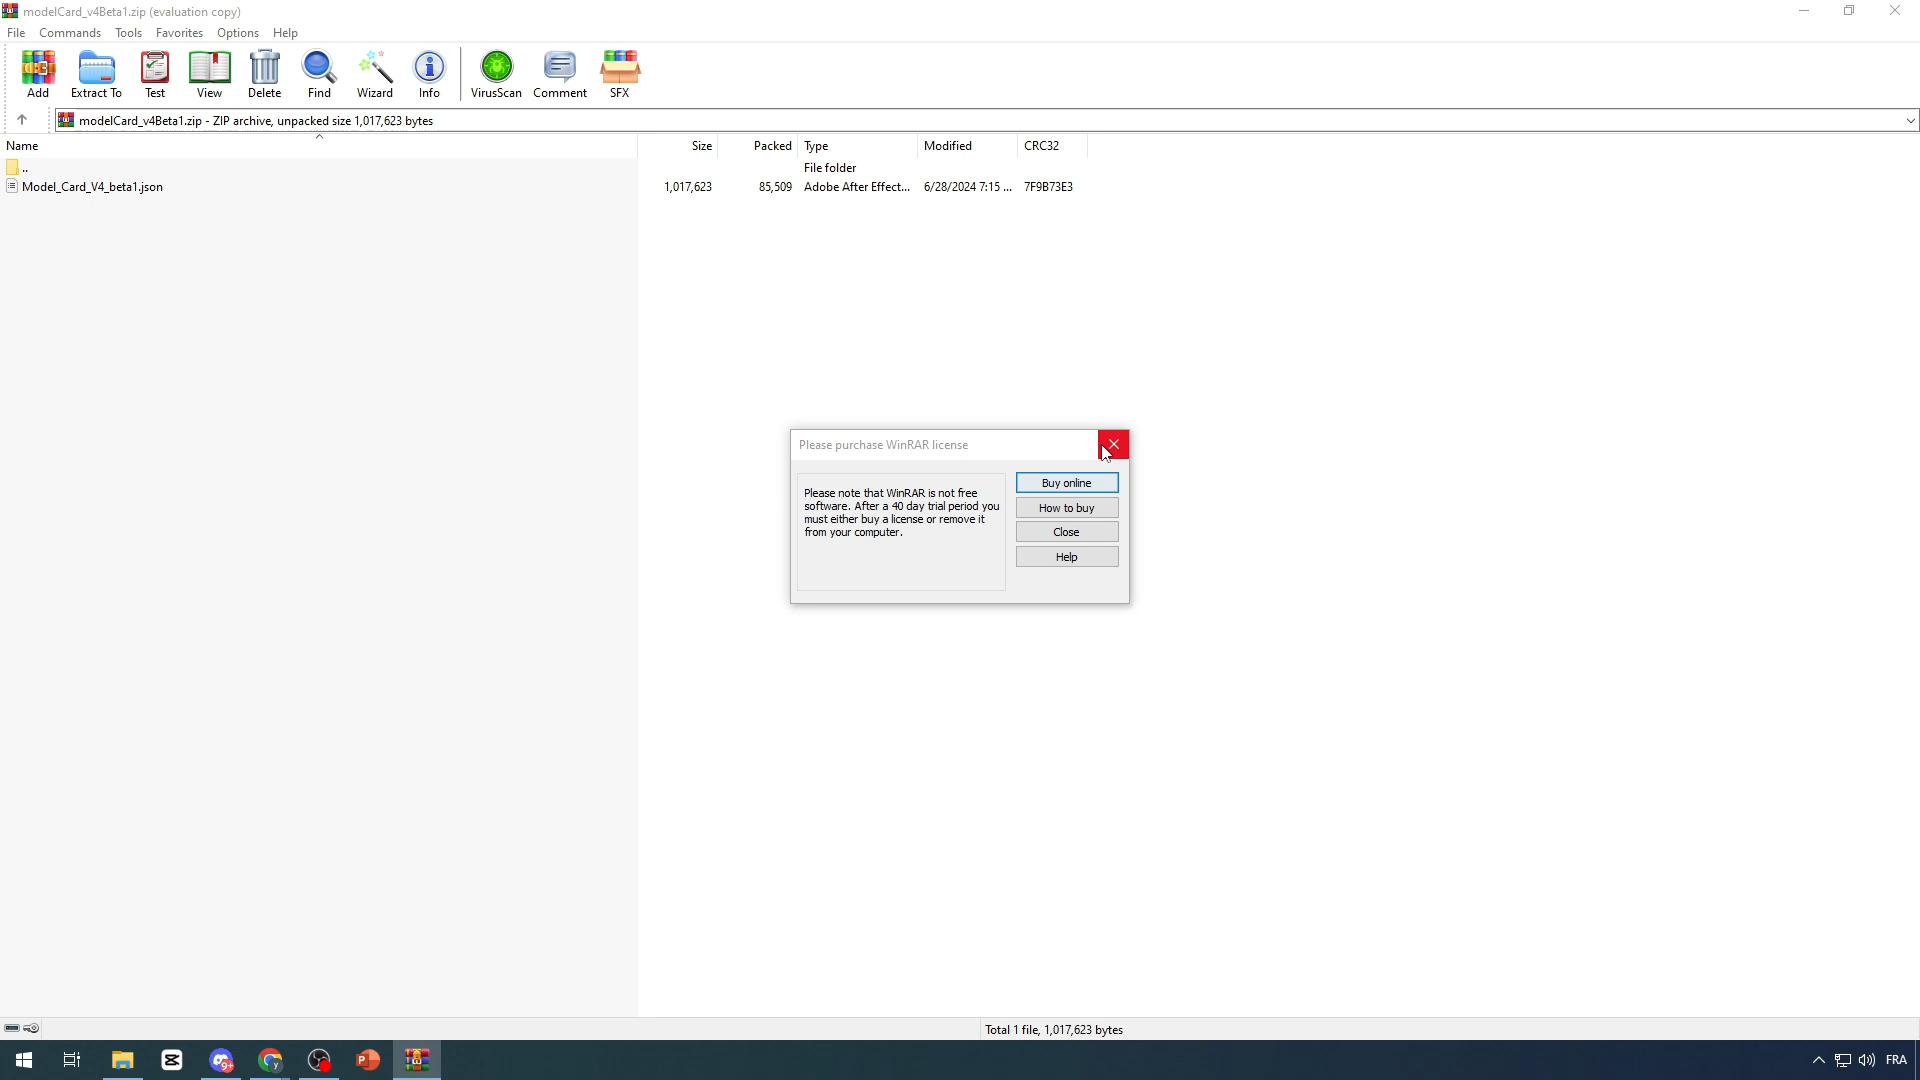 modelCard_v4Beta1.zip (evaluation copy)
File Commands Tools Favorites Options Help
Add Extract To Test View Delete Find Wizard Info VirusScan Comment SFX
modelCard_v4Beta1.zip - ZIP archive, unpacked size 1,017,623 bytes
Name Size Packed Type Modified CRC32
.. File folder
Model_Card_V4_beta1.json 1,017,623 85,509 Adobe After Effect... 6/28/2024 7:15 ... 7F9B73E3
Please purchase WinRAR license
Please note that WinRAR is not free
software. After a 40 day trial period you
must either buy a license or remove it
from your computer.
Buy online
How to buy
Close
Help
Total 1 file, 1,017,623 bytes
9+
FRA